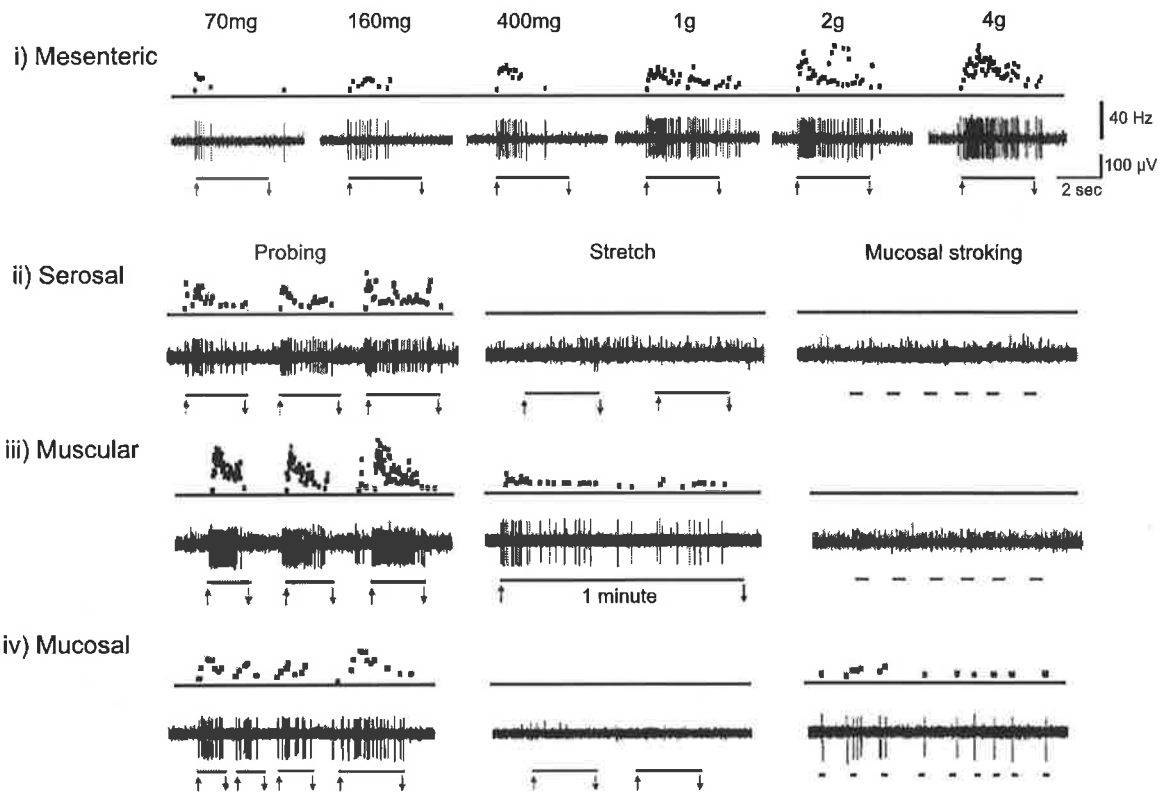 70mg 160mg 400mg 1g 2g 4g
i) Mesenteric
40 Hz
100 µV
2 sec
Probing Stretch Mucosal stroking
ii) Serosal
iii) Muscular
1 minute
iv) Mucosal